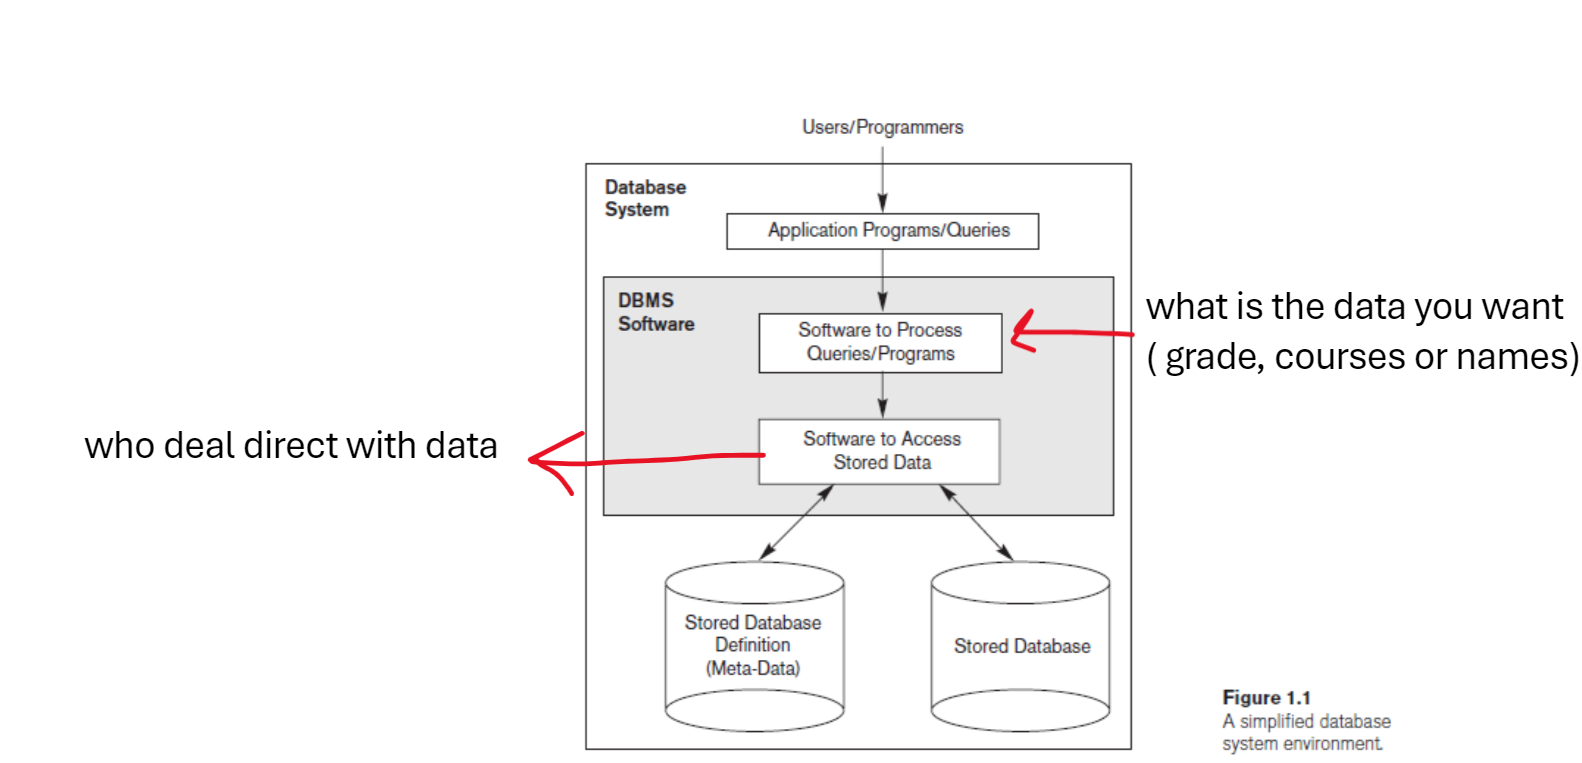 Users/Programmers
Database
System
Application Programs/Queries
DBMS
Software
Software to Process
Queries/Programs
what is the data you want
( grade, courses or names)
Software to Access
Stored Data
who deal direct with data
Stored Database
Definition
(Meta-Data)
Stored Database
Figure 1.1
A simplified database
system environment.